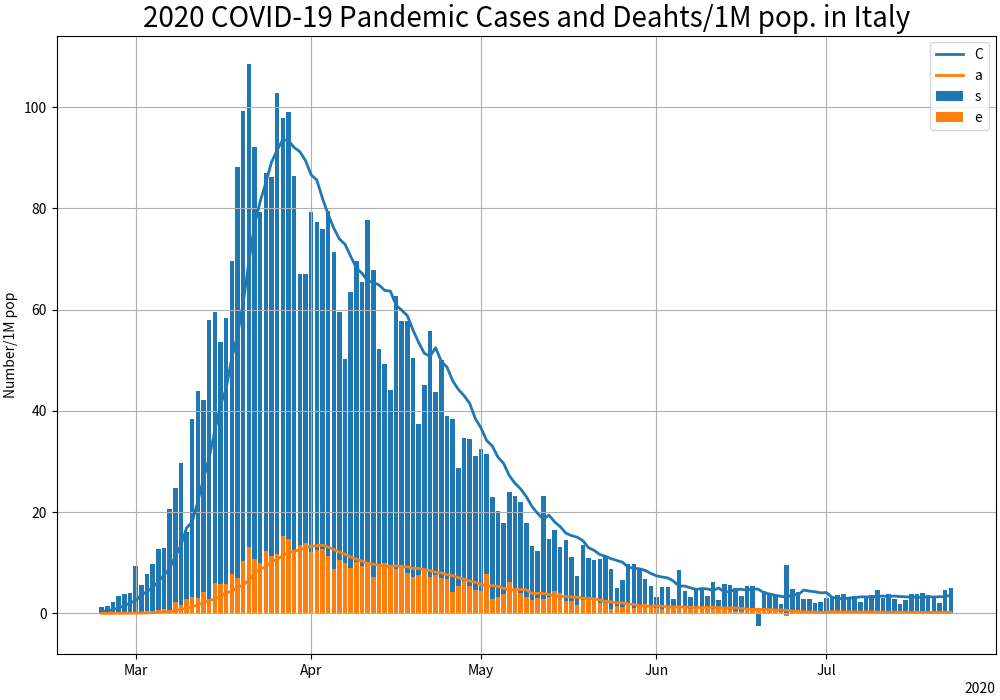 2020 COVID-19 Pandemic Cases and Deahts/1M pop. in Italy
C
a
s
e
Number/1M pop
100
80
60
40
20
0
Mar
Apr
May
Jun
Jul
2020